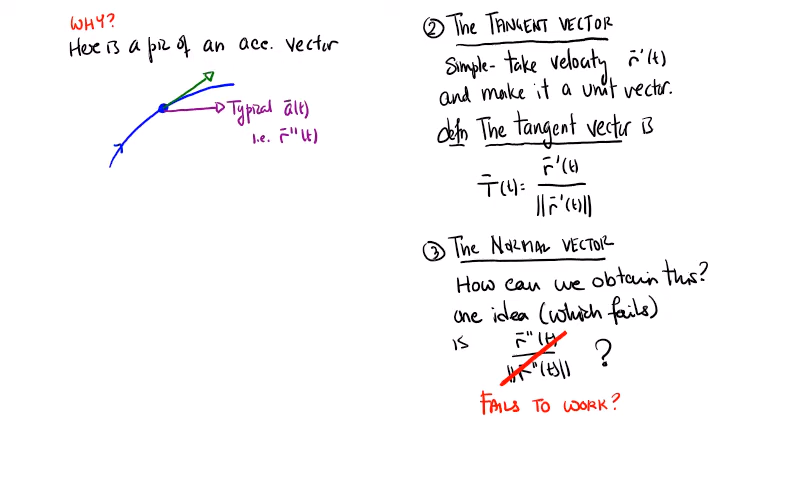 WHY?
Here is a pic of an acc. vector
Typical ā(t)
i.e. r̄''(t)
② The TANGENT VECTOR
Simple- take velocity r̄'(t)
and make it a unit vector.
defn The tangent vector is
T̄(t) = r̄'(t) / ||r̄'(t)||
③ The NORMAL VECTOR
How can we obtain this?
one idea (which fails)
is r̄''(t) / ||r̄''(t)|| ?
FAILS TO WORK?